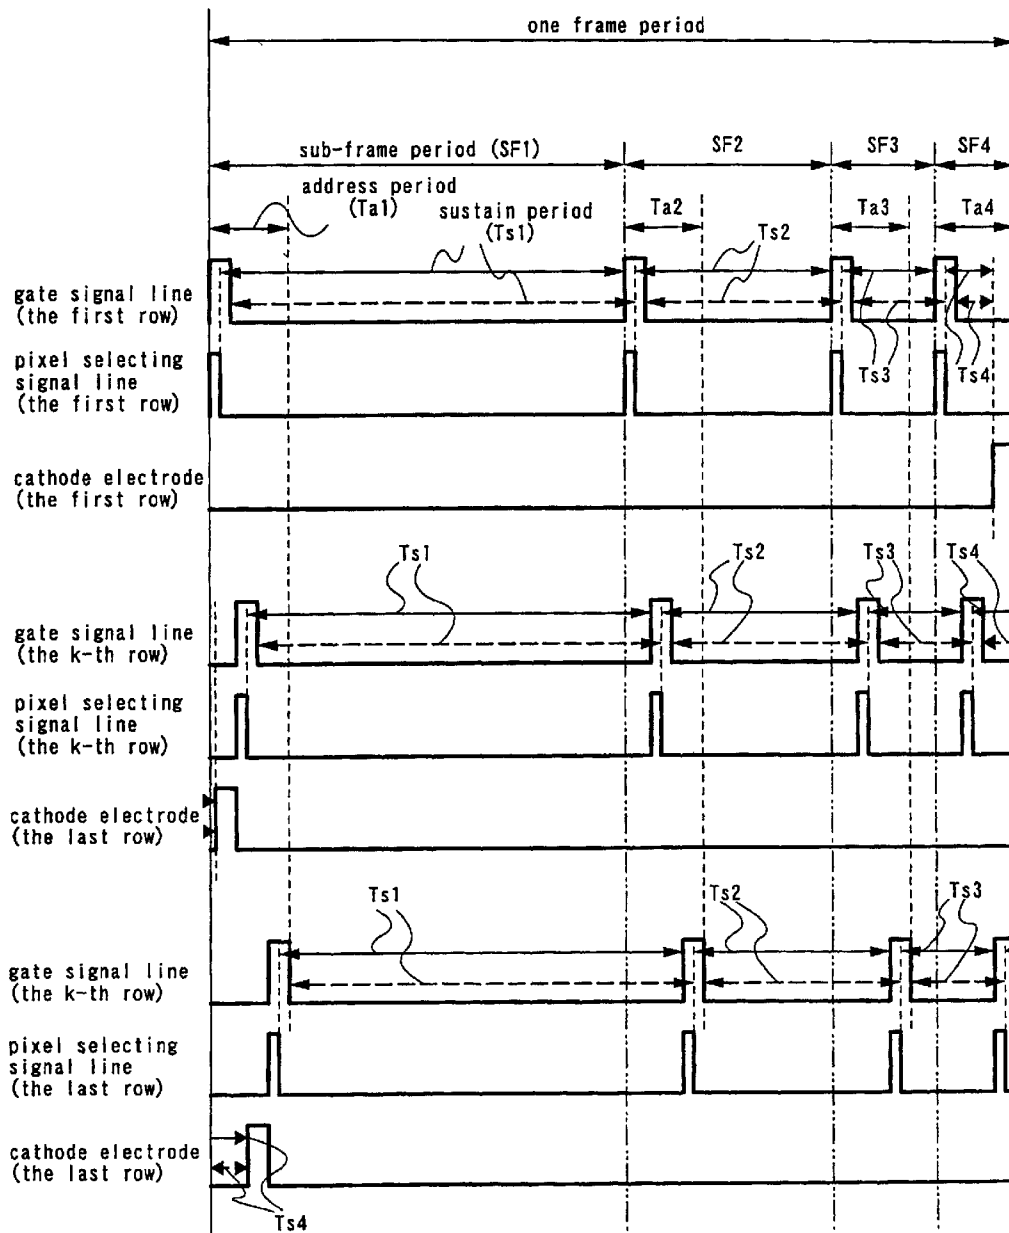 one frame period
sub-frame period (SF1)
SF2
SF3
SF4
address period
(Ta1)
sustain period
(Ts1)
Ta2
Ts2
Ta3
Ta4
gate signal line
(the first row)
Ts3
Ts4
pixel selecting
signal line
(the first row)
cathode electrode
(the first row)
Ts1
Ts2
Ts3
Ts4
gate signal line
(the k-th row)
pixel selecting
signal line
(the k-th row)
cathode electrode
(the last row)
Ts1
Ts2
Ts3
gate signal line
(the k-th row)
pixel selecting
signal line
(the last row)
cathode electrode
(the last row)
Ts4